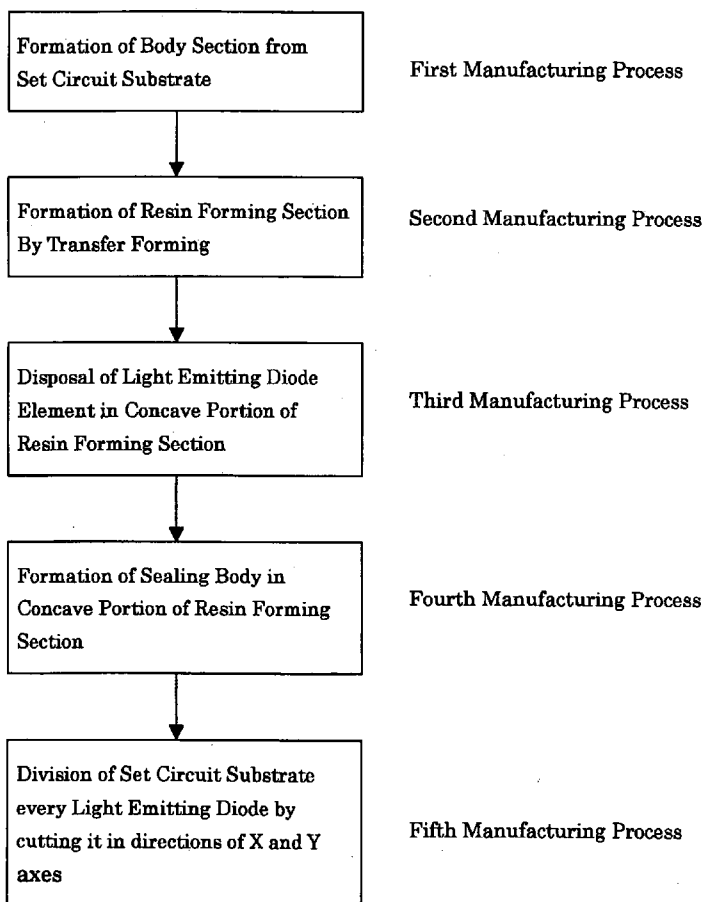 Formation of Body Section from
Set Circuit Substrate
First Manufacturing Process
Formation of Resin Forming Section
By Transfer Forming
Second Manufacturing Process
Disposal of Light Emitting Diode
Element in Concave Portion of
Resin Forming Section
Third Manufacturing Process
Formation of Sealing Body in
Concave Portion of Resin Forming
Section
Fourth Manufacturing Process
Division of Set Circuit Substrate
every Light Emitting Diode by
cutting it in directions of X and Y
axes
Fifth Manufacturing Process